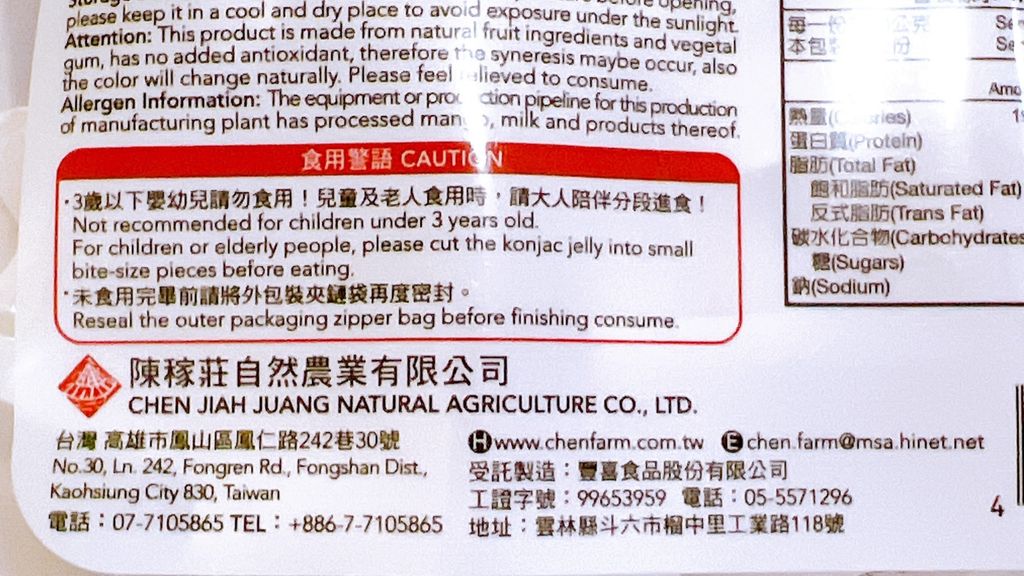 before opening,
please keep it in a cool and dry place to avoid exposure under the sunlight.
Attention: This product is made from natural fruit ingredients and vegetal
gum, has no added antioxidant, therefore the syneresis maybe occur, also
the color will change naturally. Please feel relieved to consume.
Allergen Information: The equipment or production pipeline for this production
of manufacturing plant has processed mango, milk and products thereof.
食用警語 CAUTION
·3歲以下嬰幼兒請勿食用！兒童及老人食用時，請大人陪伴分段進食！
Not recommended for children under 3 years old.
For children or elderly people, please cut the konjac jelly into small
bite-size pieces before eating.
·未食用完畢前請將外包裝夾鏈袋再度密封。
Reseal the outer packaging zipper bag before finishing consume.
陳稼莊自然農業有限公司
CHEN JIAH JUANG NATURAL AGRICULTURE CO., LTD.
台灣 高雄市鳳山區鳳仁路242巷30號
No.30, Ln. 242, Fongren Rd., Fongshan Dist.,
Kaohsiung City 830, Taiwan
電話：07-7105865 TEL：+886-7-7105865
H www.chenfarm.com.tw E chen.farm@msa.hinet.net
受託製造：豐喜食品股份有限公司
工證字號：99653959 電話：05-5571296
地址：雲林縣斗六市榴中里工業路118號
每一份 公克
本包 份
熱量(Calories)
蛋白質(Protein)
脂肪(Total Fat)
飽和脂肪(Saturated Fat)
反式脂肪(Trans Fat)
碳水化合物(Carbohydrates
糖(Sugars)
鈉(Sodium)
4